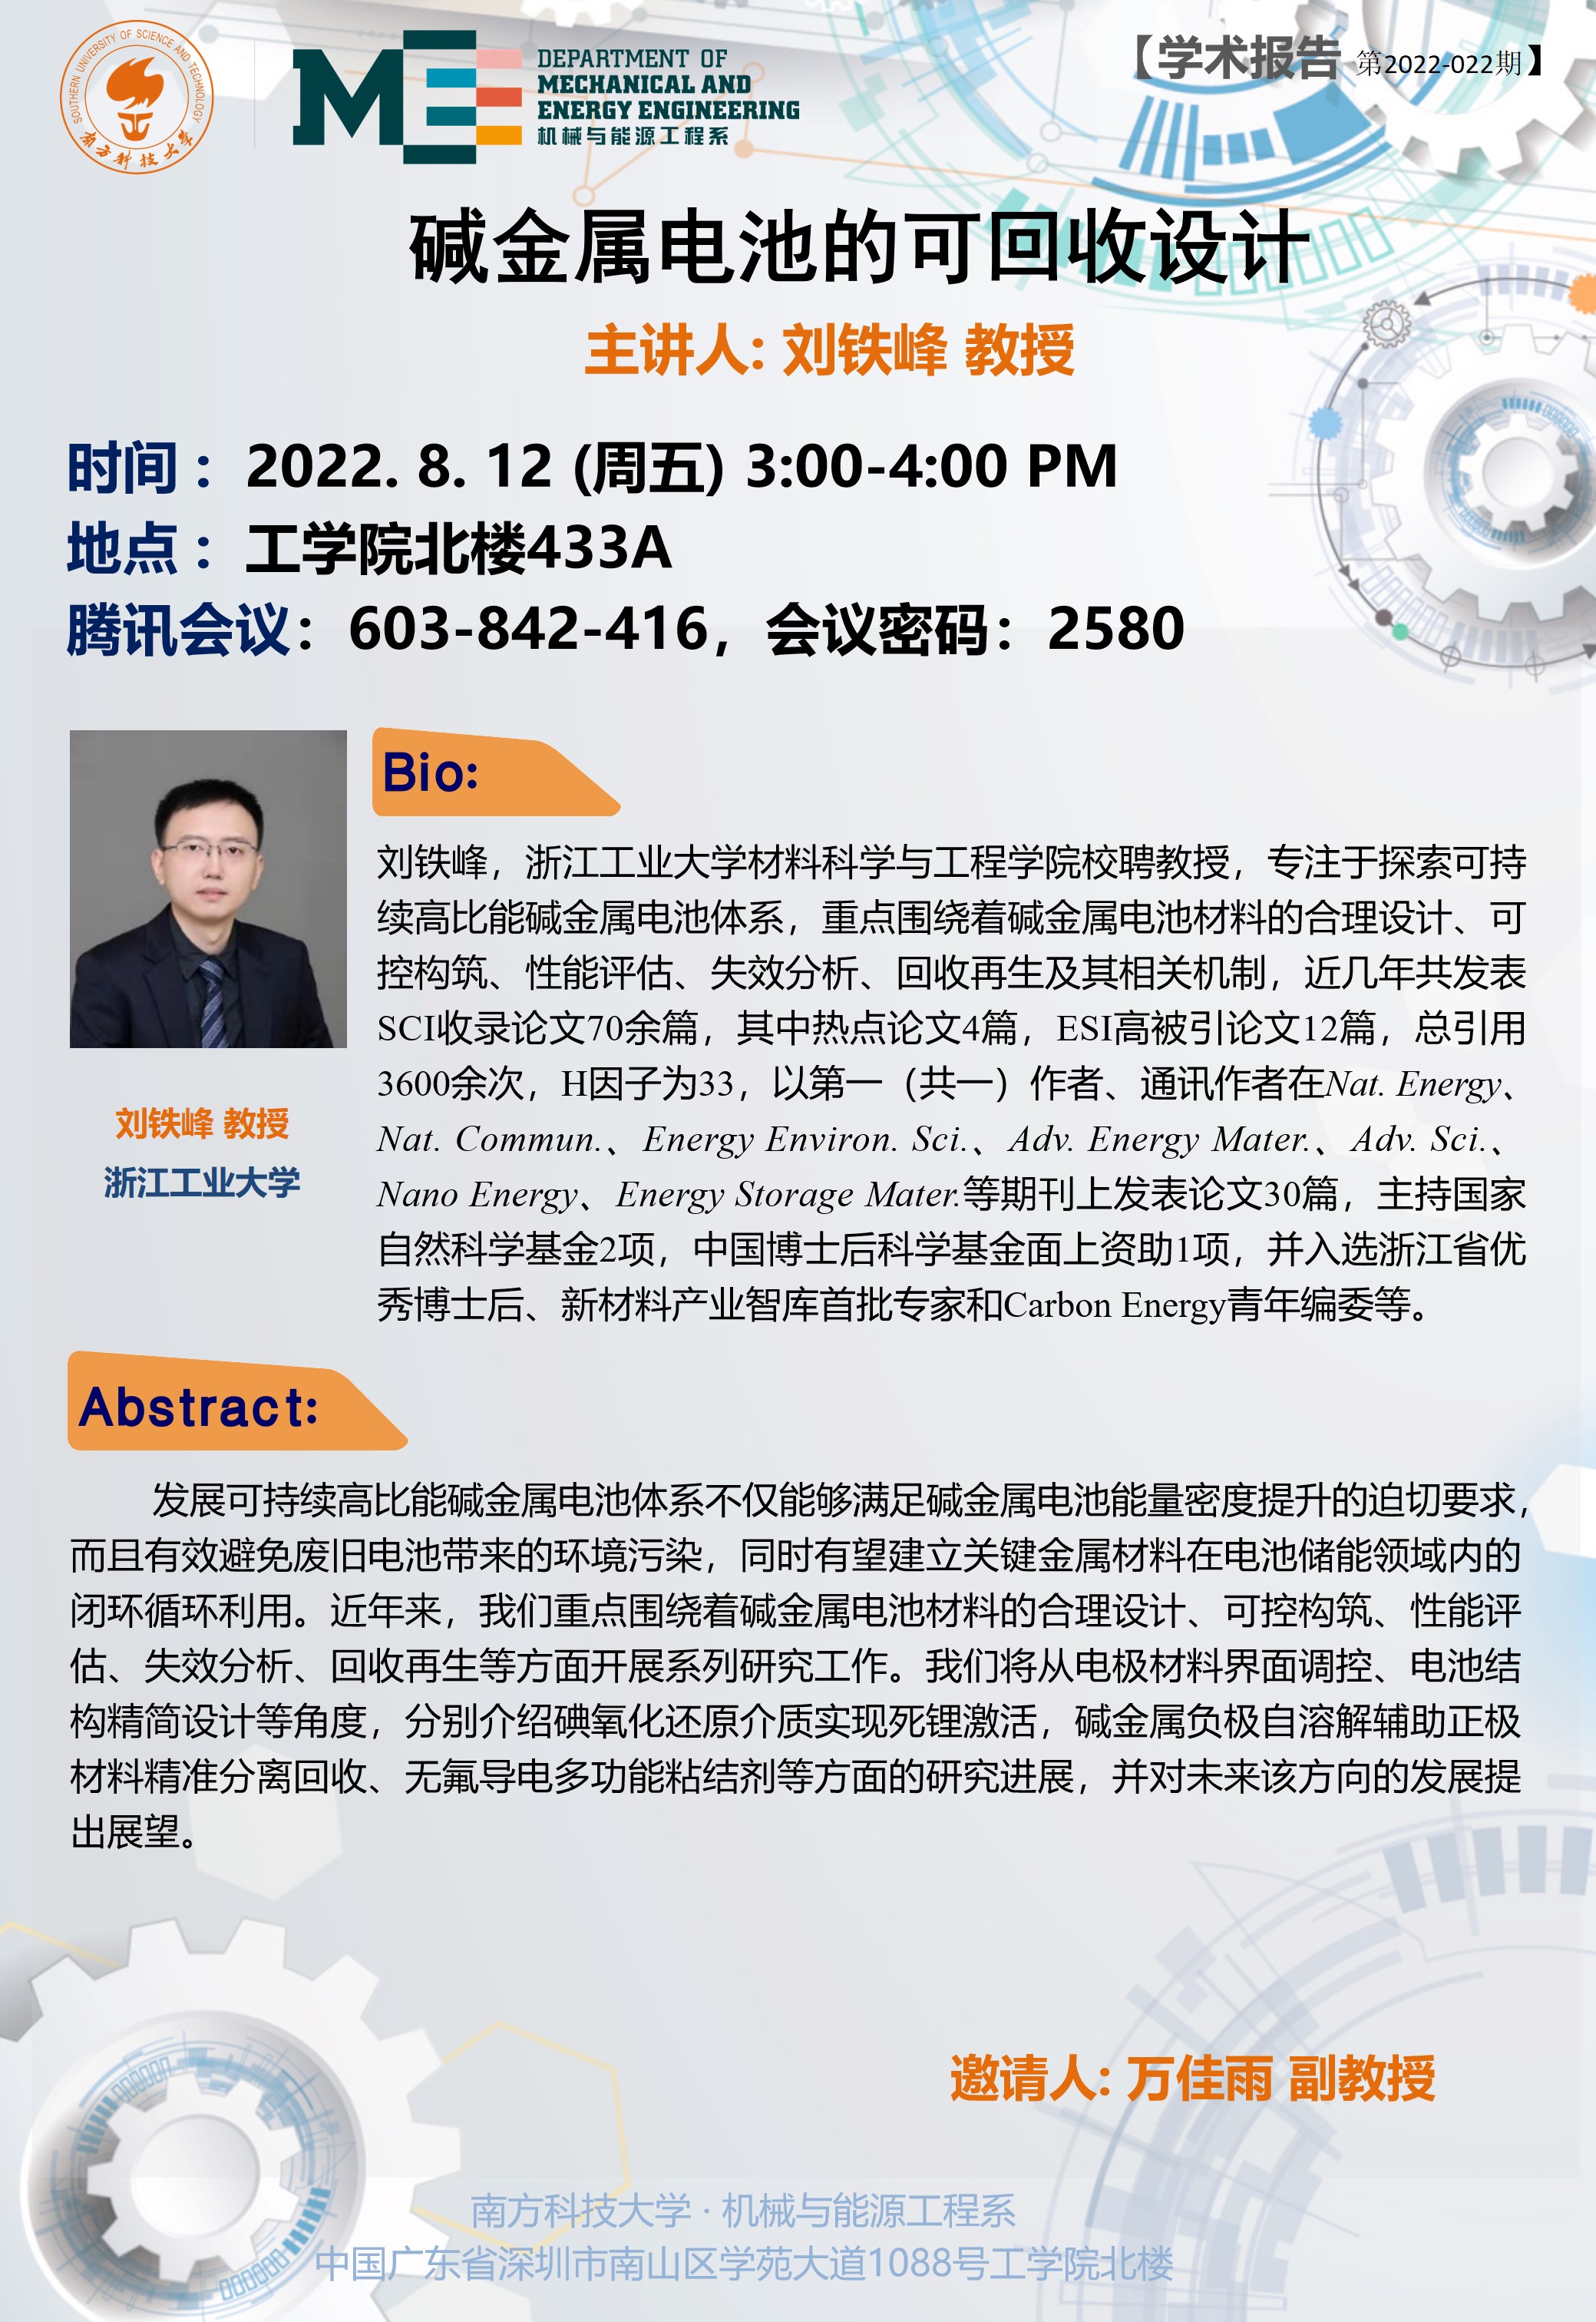 SOUTHERN UNIVERSITY OF SCIENCE AND TECHNOLOGY
南方科技大学
ME
DEPARTMENT OF
MECHANICAL AND
ENERGY ENGINEERING
机械与能源工程系
【学术报告 第2022-022期】
碱金属电池的可回收设计
主讲人: 刘铁峰 教授
时间： 2022. 8. 12 (周五) 3:00-4:00 PM
地点： 工学院北楼433A
腾讯会议：603-842-416，会议密码：2580
Bio:
刘铁峰，浙江工业大学材料科学与工程学院校聘教授，专注于探索可持
续高比能碱金属电池体系，重点围绕着碱金属电池材料的合理设计、可
控构筑、性能评估、失效分析、回收再生及其相关机制，近几年共发表
SCI收录论文70余篇，其中热点论文4篇，ESI高被引论文12篇，总引用
3600余次，H因子为33，以第一（共一）作者、通讯作者在Nat. Energy、
Nat. Commun.、Energy Environ. Sci.、Adv. Energy Mater.、Adv. Sci.、
Nano Energy、Energy Storage Mater.等期刊上发表论文30篇，主持国家
自然科学基金2项，中国博士后科学基金面上资助1项，并入选浙江省优
秀博士后、新材料产业智库首批专家和Carbon Energy青年编委等。
刘铁峰 教授
浙江工业大学
Abstract:
发展可持续高比能碱金属电池体系不仅能够满足碱金属电池能量密度提升的迫切要求，
而且有效避免废旧电池带来的环境污染，同时有望建立关键金属材料在电池储能领域内的
闭环循环利用。近年来，我们重点围绕着碱金属电池材料的合理设计、可控构筑、性能评
估、失效分析、回收再生等方面开展系列研究工作。我们将从电极材料界面调控、电池结
构精简设计等角度，分别介绍碘氧化还原介质实现死锂激活，碱金属负极自溶解辅助正极
材料精准分离回收、无氟导电多功能粘结剂等方面的研究进展，并对未来该方向的发展提
出展望。
邀请人: 万佳雨 副教授
南方科技大学 · 机械与能源工程系
中国广东省深圳市南山区学苑大道1088号工学院北楼